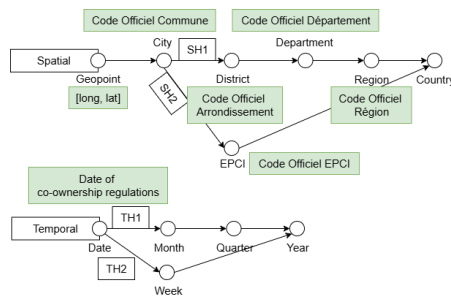 Code Officiel Commune
Code Officiel Département
City
SH1
Department
Spatial
Geopoint
District
Region
Country
[long, lat]
SH2
Code Officiel
Arrondissement
Code Officiel
Région
EPCI
Code Officiel EPCI
Date of
co-ownership regulations
TH1
Temporal
Date
Month
Quarter
Year
TH2
Week